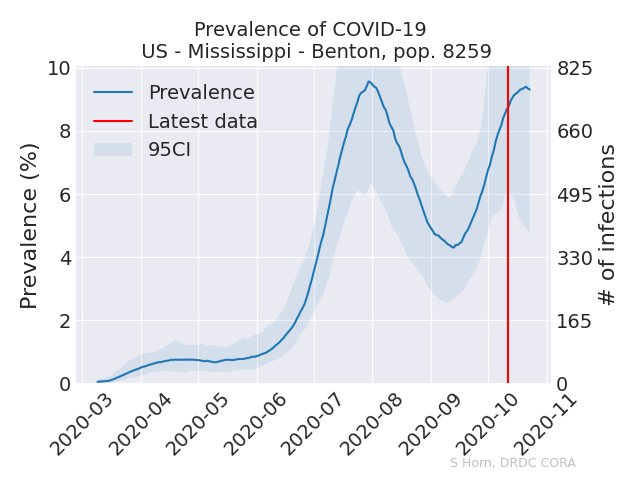 Prevalence of COVID-19
US - Mississippi - Benton, pop. 8259
Prevalence
Latest data
95CI
Prevalence (%)
10
8
6
4
2
0
825
660
495
330
165
0
# of infections
2020-03
2020-04
2020-05
2020-06
2020-07
2020-08
2020-09
2020-10
2020-11
S Horn, DRDC CORA